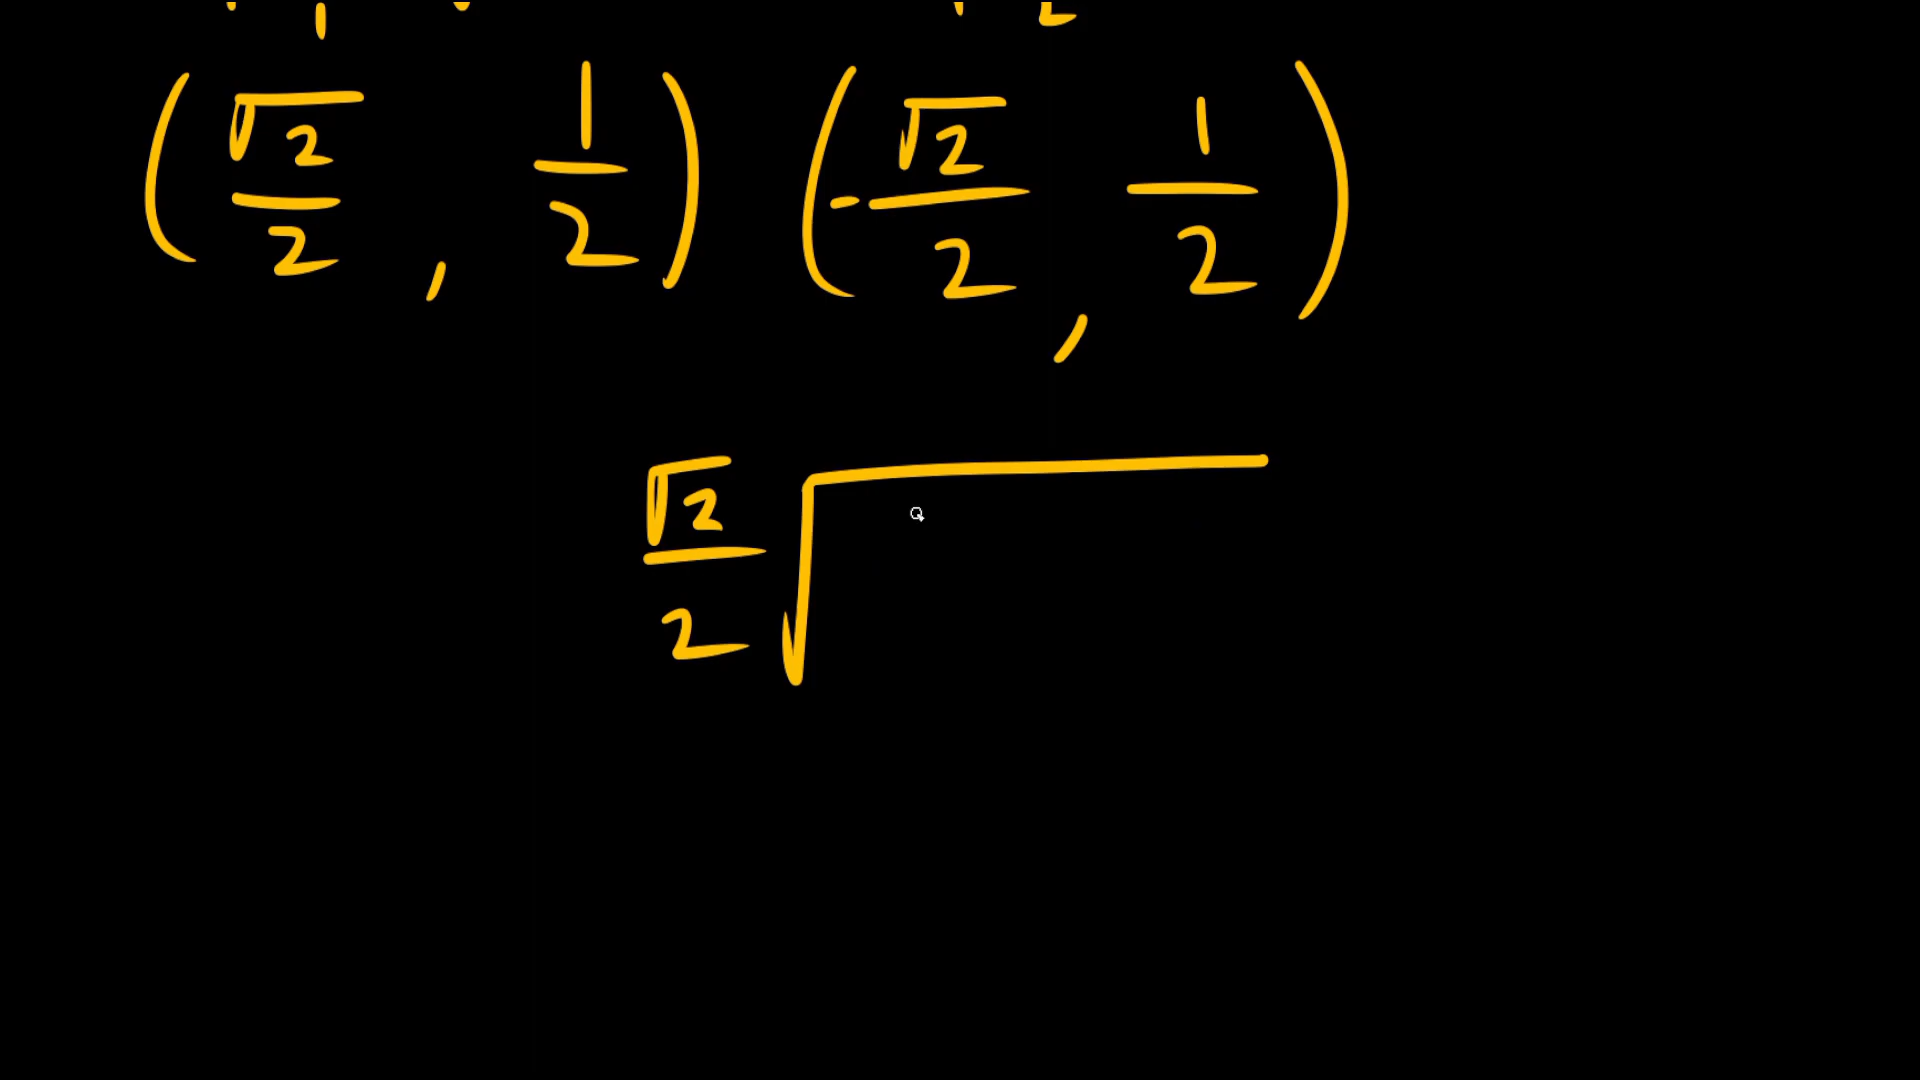 (√2/2, 1/2) (-√2/2, 1/2)
√2/2 √